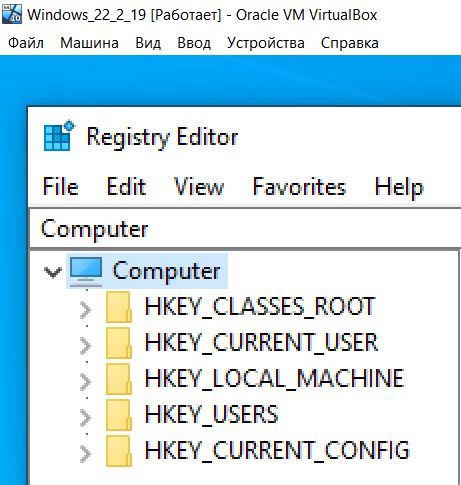 Windows_22_2_19 [Работает] - Oracle VM VirtualBox
Файл Машина Вид Ввод Устройства Справка
Registry Editor
File Edit View Favorites Help
Computer
Computer
HKEY_CLASSES_ROOT
HKEY_CURRENT_USER
HKEY_LOCAL_MACHINE
HKEY_USERS
HKEY_CURRENT_CONFIG